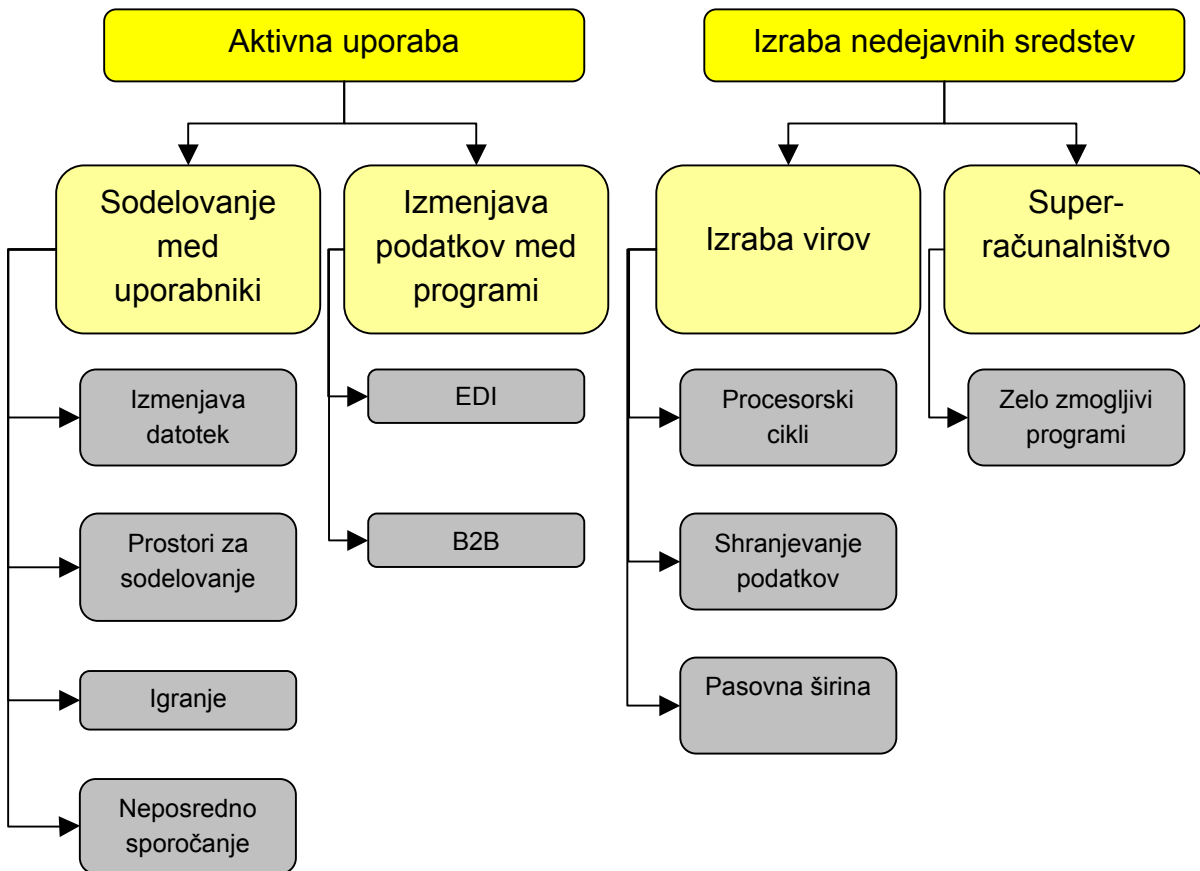 Aktivna uporaba
Izraba nedejavnih sredstev
Sodelovanje
med
uporabniki
Izmenjava
podatkov med
programi
Izraba virov
Super-
računalništvo
Izmenjava
datotek
EDI
Procesorski
cikli
Zelo zmogljivi
programi
Prostori za
sodelovanje
B2B
Shranjevanje
podatkov
Igranje
Pasovna širina
Neposredno
sporočanje